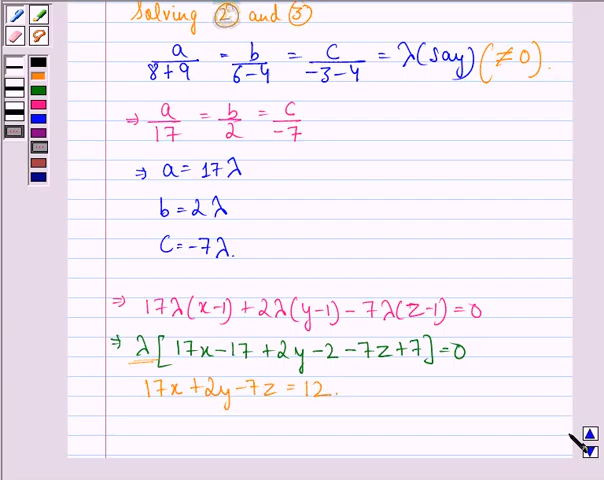 Solving ② and ③
a/(8+9) = b/(6-4) = c/(-3-4) = λ(say) (≠0).
⇒ a/17 = b/2 = c/-7
⇒ a = 17λ
b = 2λ
c = -7λ.
⇒ 17λ(x-1) + 2λ(y-1) - 7λ(z-1) = 0
⇒ λ[17x-17+2y-2-7z+7] = 0
17x+2y-7z = 12.